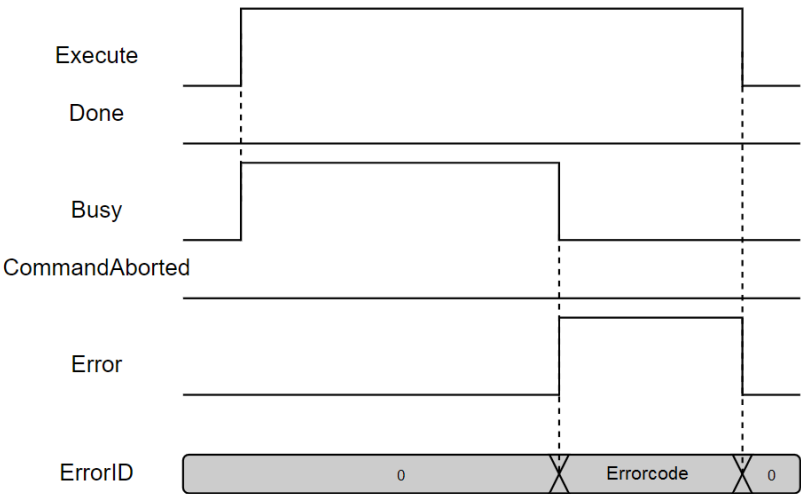 Execute
Done
Busy
CommandAborted
Error
ErrorID
0
Errorcode
0